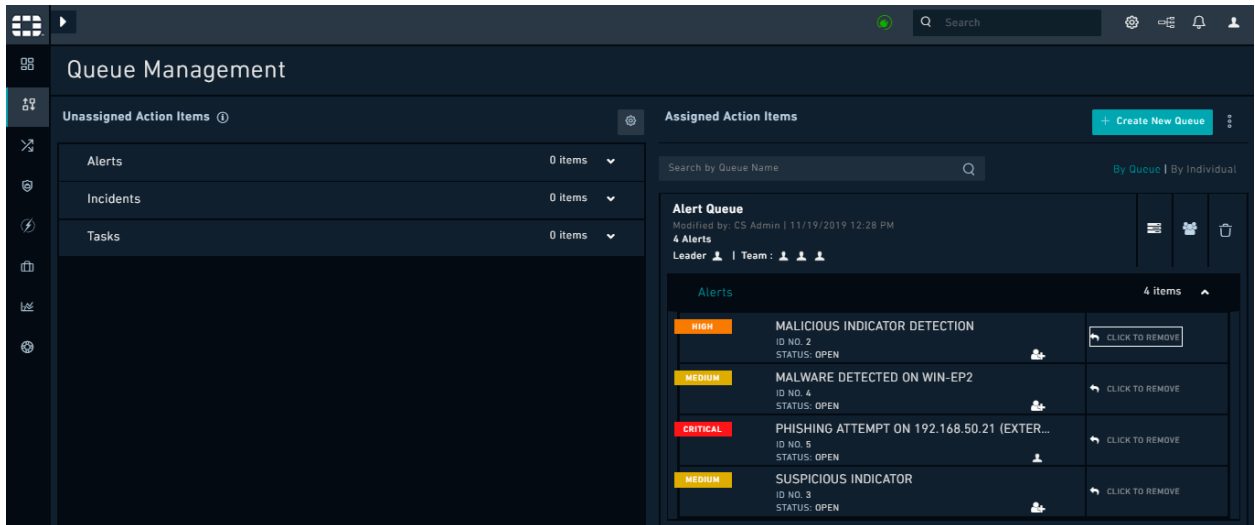 Search
Queue Management
Unassigned Action Items
Alerts 0 items
Incidents 0 items
Tasks 0 items
Assigned Action Items
+ Create New Queue
Search by Queue Name
By Queue | By Individual
Alert Queue
Modified by: CS Admin | 11/19/2019 12:28 PM
4 Alerts
Leader | Team :
Alerts 4 items
HIGH
MALICIOUS INDICATOR DETECTION
ID NO. 2
STATUS: OPEN
CLICK TO REMOVE
MEDIUM
MALWARE DETECTED ON WIN-EP2
ID NO. 4
STATUS: OPEN
CLICK TO REMOVE
CRITICAL
PHISHING ATTEMPT ON 192.168.50.21 (EXTER...
ID NO. 5
STATUS: OPEN
CLICK TO REMOVE
MEDIUM
SUSPICIOUS INDICATOR
ID NO. 3
STATUS: OPEN
CLICK TO REMOVE